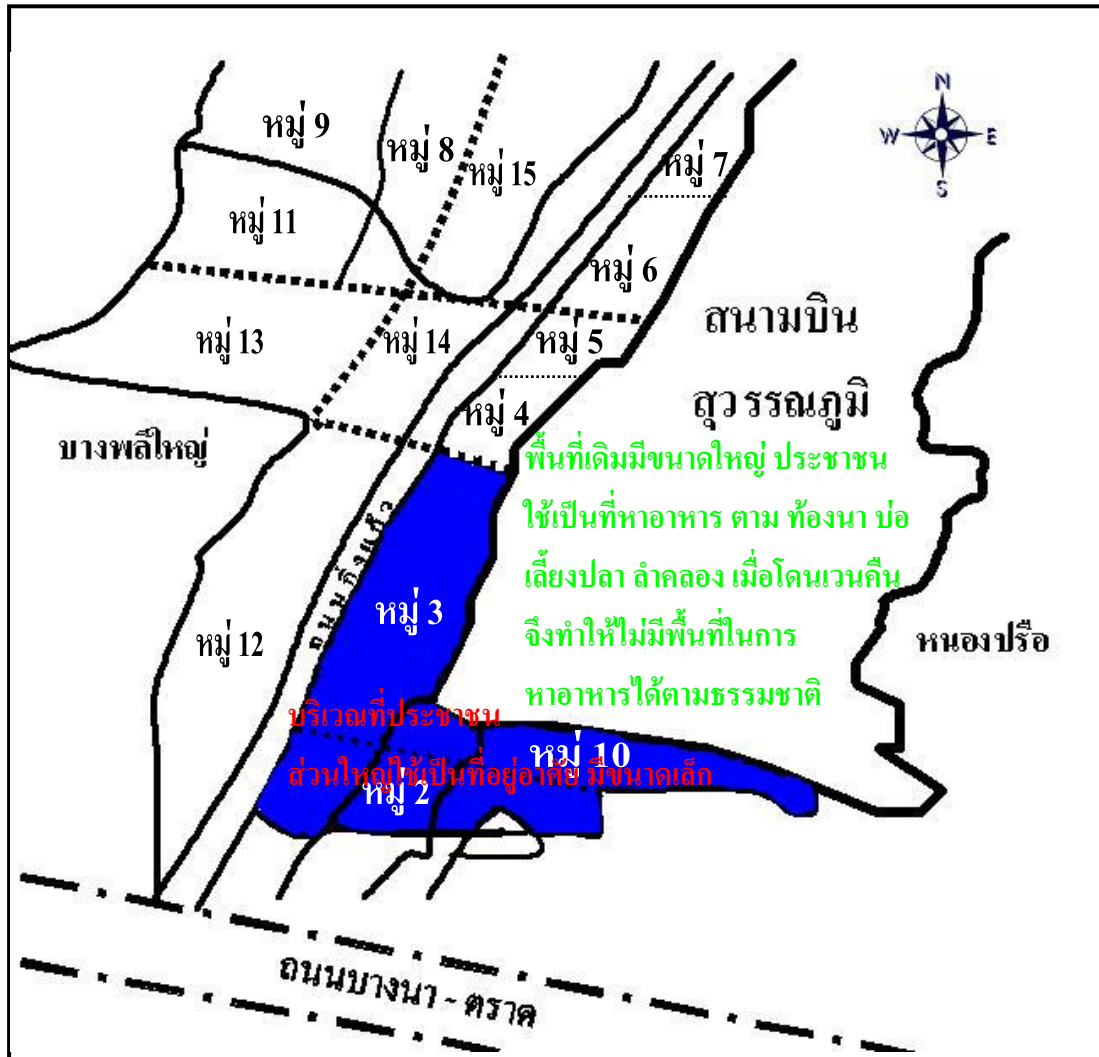 N
W E
S
หมู่ 9
หมู่ 8
หมู่ 15
หมู่ 7
หมู่ 11
หมู่ 6
สนามบิน
สุวรรณภูมิ
หมู่ 13
หมู่ 14
หมู่ 5
หมู่ 4
บางพลีใหญ่
พื้นที่เดิมมีขนาดใหญ่ ประชาชน
ใช้เป็นที่หาอาหาร ตาม ท้องนา บ่อ
เลี้ยงปลา ลำคลอง เมื่อโดนเวนคืน
จึงทำให้ไม่มีพื้นที่ในการ
หาอาหารได้ตามธรรมชาติ
ถนนกิ่งแก้ว
หมู่ 3
หมู่ 12
หนองปรือ
บริเวณที่ประชาชน
ส่วนใหญ่ใช้เป็นที่อยู่อาศัย มีขนาดเล็ก
หมู่ 10
หมู่ 2
ถนนบางนา - ตราด